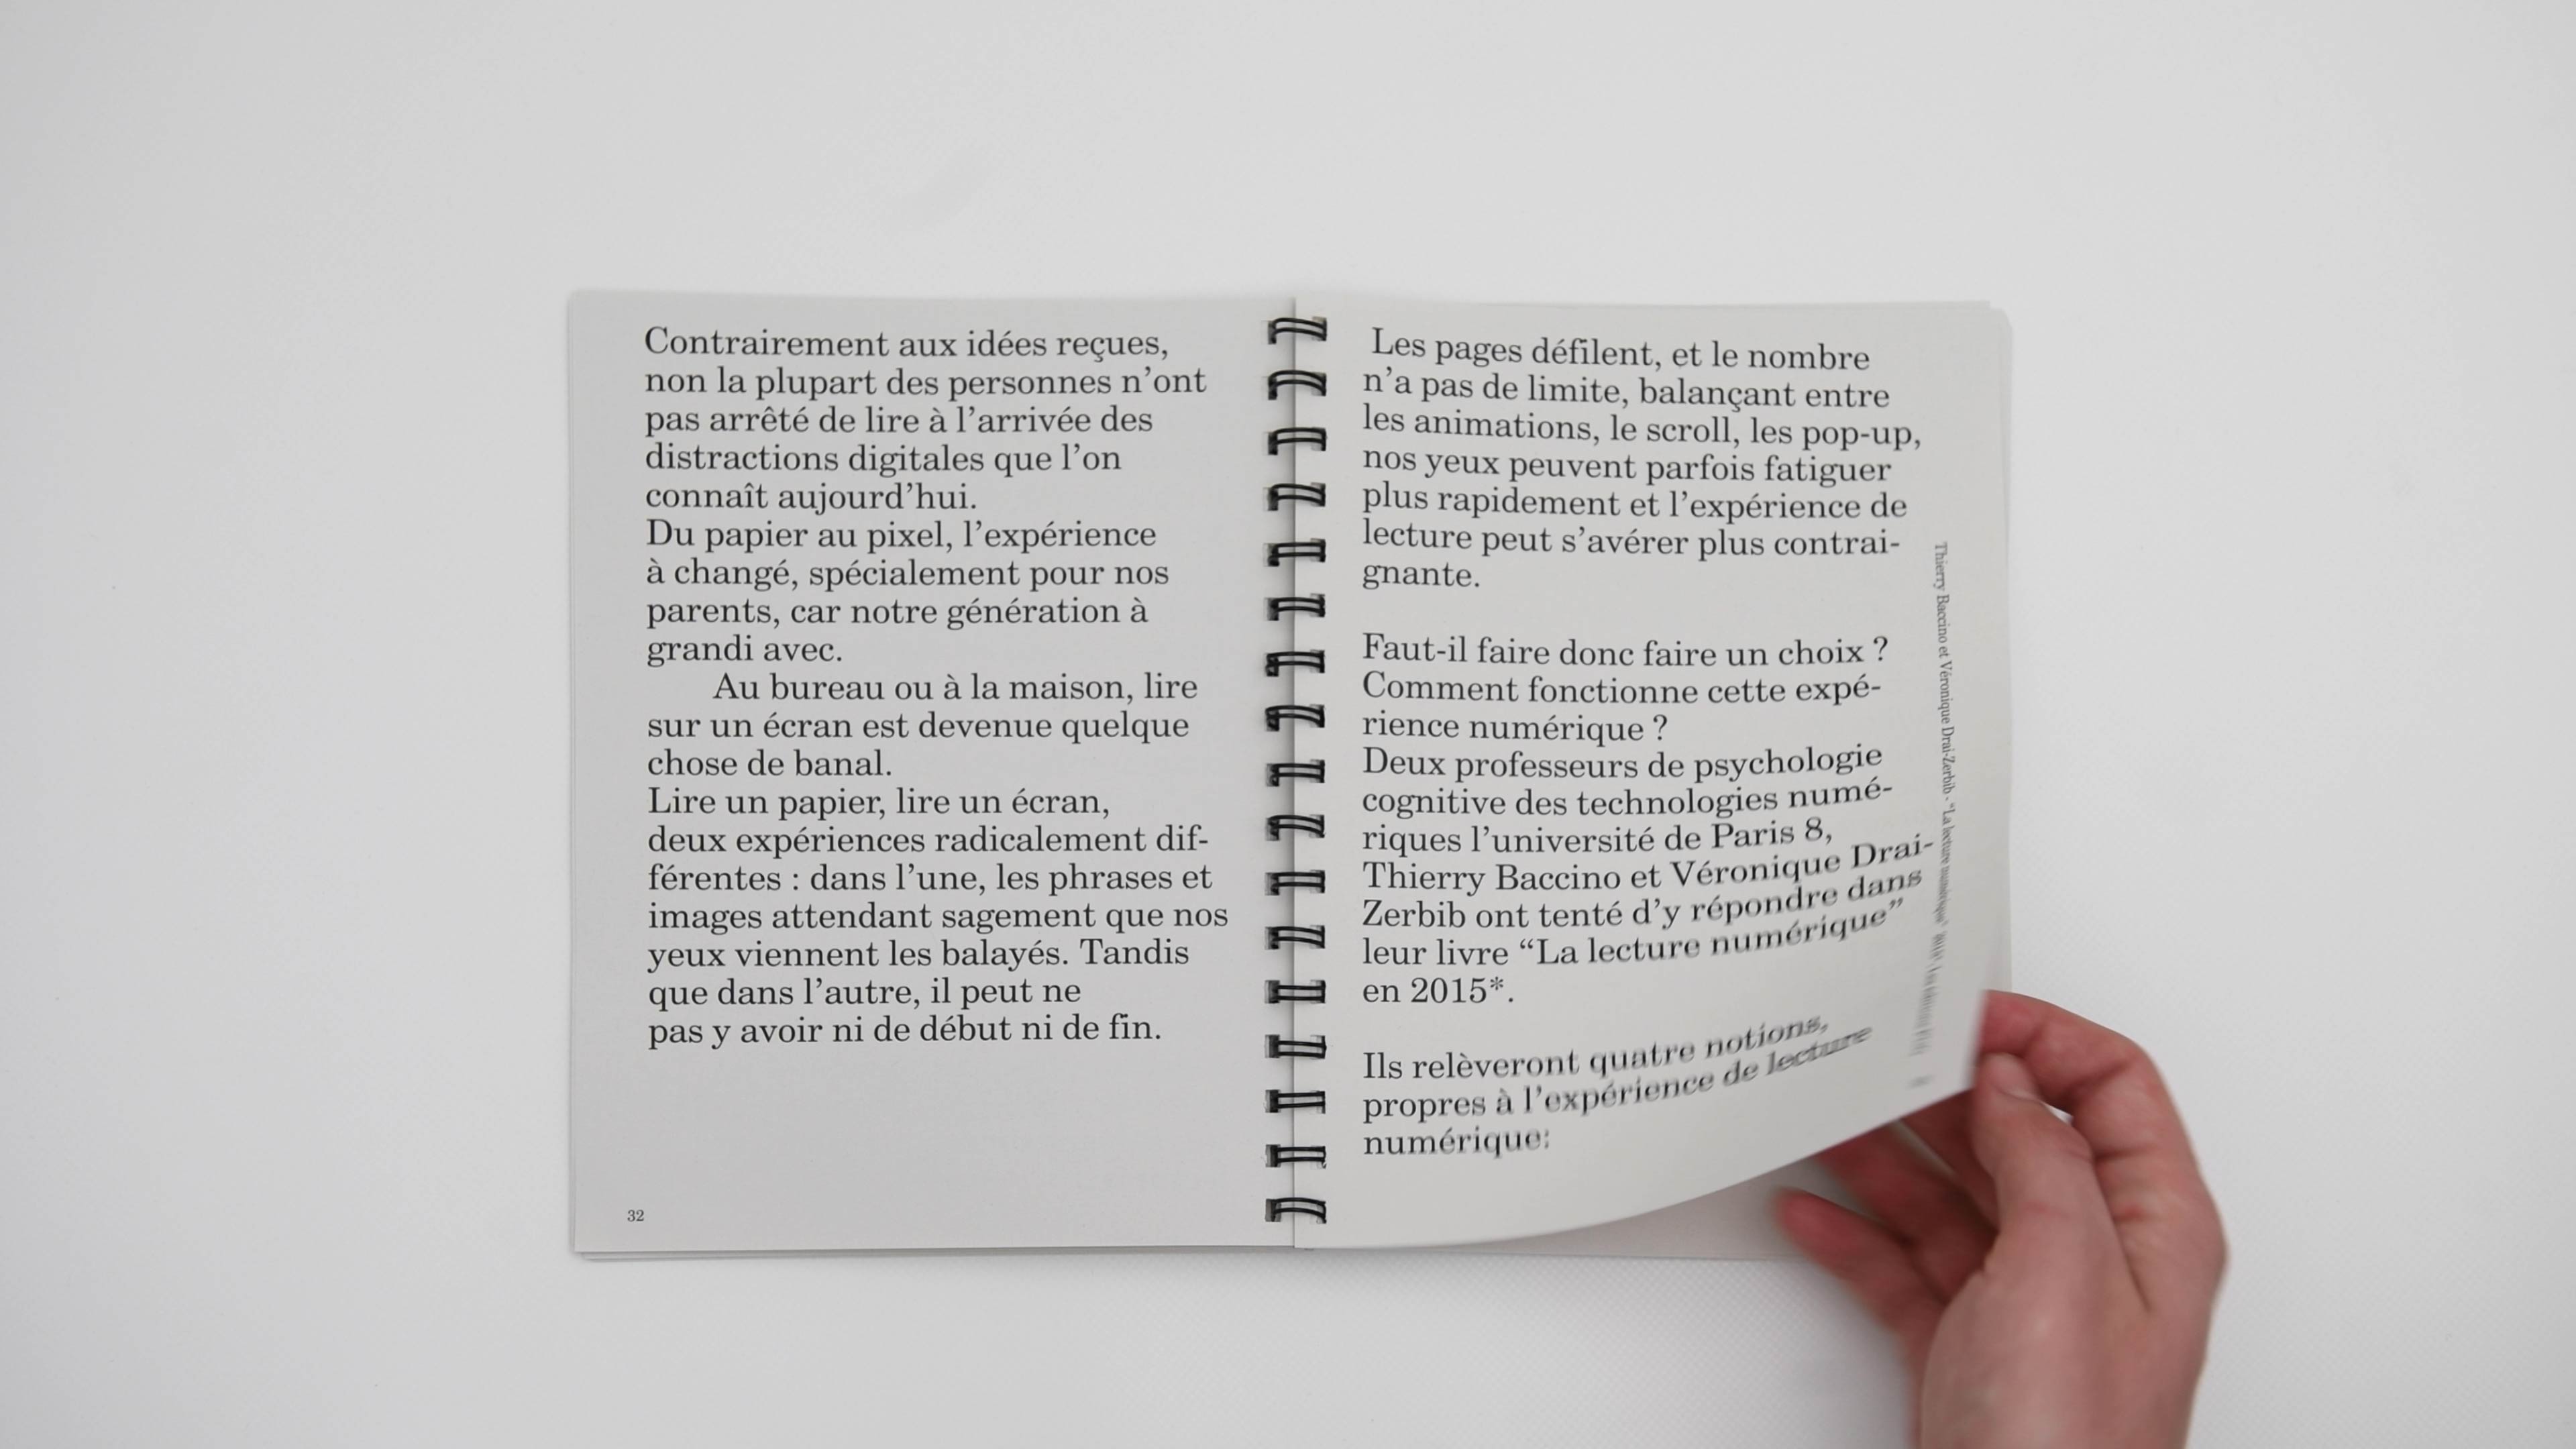 Contrairement aux idées reçues,
non la plupart des personnes n’ont
pas arrêté de lire à l’arrivée des
distractions digitales que l’on
connaît aujourd’hui.
Du papier au pixel, l’expérience
à changé, spécialement pour nos
parents, car notre génération à
grandi avec.
Au bureau ou à la maison, lire
sur un écran est devenue quelque
chose de banal.
Lire un papier, lire un écran,
deux expériences radicalement dif-
férentes : dans l’une, les phrases et
images attendant sagement que nos
yeux viennent les balayés. Tandis
que dans l’autre, il peut ne
pas y avoir ni de début ni de fin.
32
Les pages défilent, et le nombre
n’a pas de limite, balançant entre
les animations, le scroll, les pop-up,
nos yeux peuvent parfois fatiguer
plus rapidement et l’expérience de
lecture peut s’avérer plus contrai-
gnante.
Faut-il faire donc faire un choix ?
Comment fonctionne cette expé-
rience numérique ?
Deux professeurs de psychologie
cognitive des technologies numé-
riques l’université de Paris 8,
Thierry Baccino et Véronique Drai-
Zerbib ont tenté d’y répondre dans
leur livre “La lecture numérique”
en 2015*.
Ils relèveront quatre notions,
propres à l’expérience de lecture
numérique:
Thierry Baccino et Véronique Drai-Zerbib - “La lecture numérique”